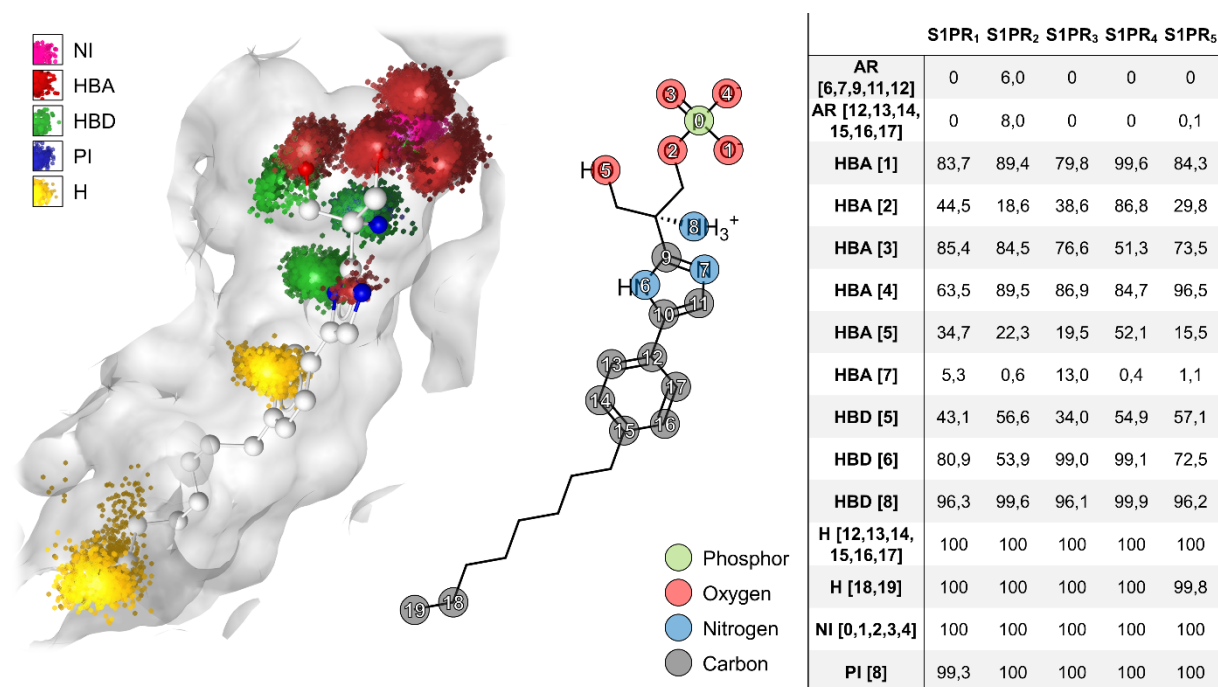 NI
HBA
HBD
PI
H
3
4-
0
2
1-
H 5
8 H3+
9
7
H 6
11
10
13
12
14
17
15
16
19
18
Phosphor
Oxygen
Nitrogen
Carbon
S1PR1 S1PR2 S1PR3 S1PR4 S1PR5
AR
[6,7,9,11,12] 0 6,0 0 0 0
AR [12,13,14,
15,16,17] 0 8,0 0 0 0,1
HBA [1] 83,7 89,4 79,8 99,6 84,3
HBA [2] 44,5 18,6 38,6 86,8 29,8
HBA [3] 85,4 84,5 76,6 51,3 73,5
HBA [4] 63,5 89,5 86,9 84,7 96,5
HBA [5] 34,7 22,3 19,5 52,1 15,5
HBA [7] 5,3 0,6 13,0 0,4 1,1
HBD [5] 43,1 56,6 34,0 54,9 57,1
HBD [6] 80,9 53,9 99,0 99,1 72,5
HBD [8] 96,3 99,6 96,1 99,9 96,2
H [12,13,14,
15,16,17] 100 100 100 100 100
H [18,19] 100 100 100 100 99,8
NI [0,1,2,3,4] 100 100 100 100 100
PI [8] 99,3 100 100 100 100